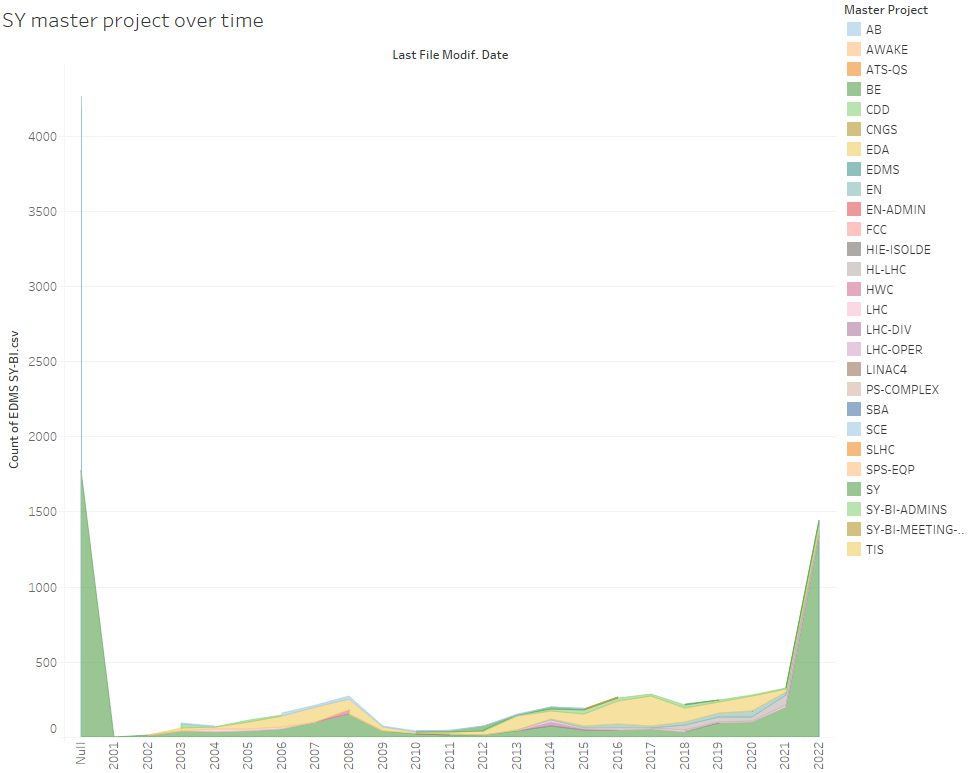 SY master project over time
Last File Modif. Date
Count of EDMS SY-BI.csv
4000
3500
3000
2500
2000
1500
1000
500
0
Null
2001
2002
2003
2004
2005
2006
2007
2008
2009
2010
2011
2012
2013
2014
2015
2016
2017
2018
2019
2020
2021
2022
Master Project
AB
AWAKE
ATS-QS
BE
CDD
CNGS
EDA
EDMS
EN
EN-ADMIN
FCC
HIE-ISOLDE
HL-LHC
HWC
LHC
LHC-DIV
LHC-OPER
LINAC4
PS-COMPLEX
SBA
SCE
SLHC
SPS-EQP
SY
SY-BI-ADMINS
SY-BI-MEETING-..
TIS